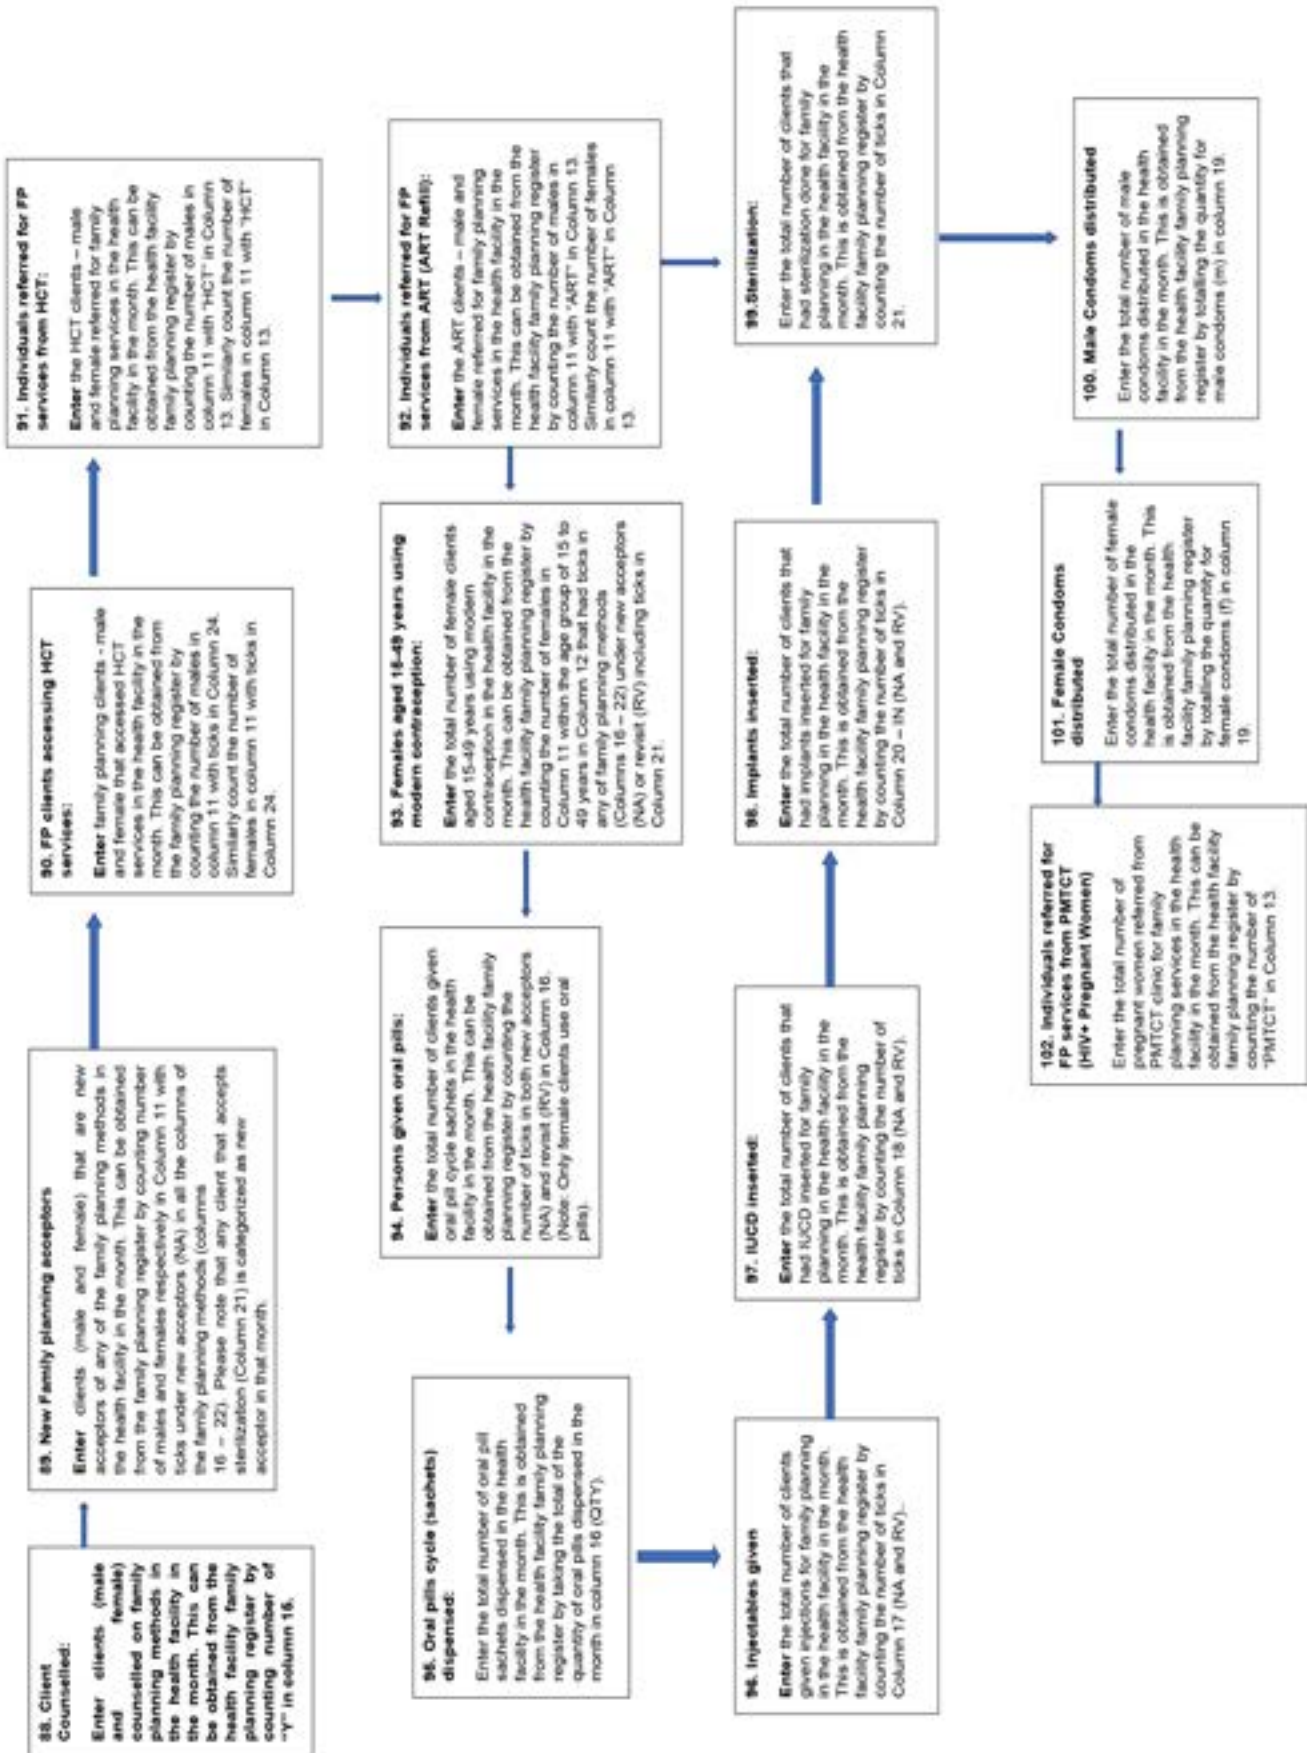 88. Client
Counselled:
Enter clients (male
and female)
counselled on family
planning methods in
the health facility in
the month. This can
be obtained from the
health facility family
planning register by
counting number of
"Y" in column 15.
89. New Family planning acceptors
Enter clients (male and female) that are new
acceptors of any of the family planning methods in
the health facility in the month. This can be obtained
from the family planning register by counting number
of males and females respectively in Column 11 with
ticks under new acceptors (NA) in all the columns of
the family planning methods (columns
16 – 22). Please note that any client that accepts
sterilization (Column 21) is categorized as new
acceptor in that month.
90. FP clients accessing HCT
services:
Enter family planning clients - male
and female that accessed HCT
services in the health facility in the
month. This can be obtained from
the family planning register by
counting the number of males in
column 11 with ticks in Column 24.
Similarly count the number of
females in column 11 with ticks in
Column 24.
91. Individuals referred for FP
services from HCT:
Enter the HCT clients – male
and female referred for family
planning services in the health
facility in the month. This can be
obtained from the health facility
family planning register by
counting the number of males in
column 11 with "HCT" in Column
13. Similarly count the number of
females in column 11 with "HCT"
in Column 13.
92. Individuals referred for FP
services from ART (ART Refill):
Enter the ART clients – male and
female referred for family planning
services in the health facility in the
month. This can be obtained from the
health facility family planning register
by counting the number of males in
column 11 with "ART" in Column 13.
Similarly count the number of females
in column 11 with "ART" in Column
13.
93. Females aged 15-49 years using
modern contraception:
Enter the total number of female clients
aged 15-49 years using modern
contraception in the health facility in the
month. This can be obtained from the
health facility family planning register by
counting the number of females in
Column 11 within the age group of 15 to
49 years in Column 12 that had ticks in
any of family planning methods
(Columns 16 – 22) under new acceptors
(NA) or revisit (RV) including ticks in
Column 21.
94. Persons given oral pills:
Enter the total number of clients given
oral pill cycle sachets in the health
facility in the month. This can be
obtained from the health facility family
planning register by counting the
number of ticks in both new acceptors
(NA) and revisit (RV) in Column 16.
(Note: Only female clients use oral
pills).
95. Oral pills cycle (sachets)
dispensed:
Enter the total number of oral pill
sachets dispensed in the health
facility in the month. This is obtained
from the health facility family planning
register by taking the total of the
quantity of oral pills dispensed in the
month in column 16 (QTY).
96. Injectables given
Enter the total number of clients
given injections for family planning
in the health facility in the month.
This is obtained from the health
facility family planning register by
counting the number of ticks in
Column 17 (NA and RV)..
97. IUCD inserted:
Enter the total number of clients that
had IUCD inserted for family
planning in the health facility in the
month. This is obtained from the
health facility family planning
register by counting the number of
ticks in Column 18 (NA and RV).
98. Implants inserted:
Enter the total number of clients that
had implants inserted for family
planning in the health facility in the
month. This is obtained from the
health facility family planning register
by counting the number of ticks in
Column 20 – IN (NA and RV).
99.Sterilization:
Enter the total number of clients that
had sterilization done for family
planning in the health facility in the
month. This is obtained from the health
facility family planning register by
counting the number of ticks in Column
21.
100. Male Condoms distributed
Enter the total number of male
condoms distributed in the health
facility in the month. This is obtained
from the health facility family planning
register by totalling the quantity for
male condoms (m) in column 19.
101. Female Condoms
distributed
Enter the total number of female
condoms distributed in the
health facility in the month. This
is obtained from the health
facility family planning register
by totalling the quantity for
female condoms (f) in column
19.
102. Individuals referred for
FP services from PMTCT
(HIV+ Pregnant Women)
Enter the total number of
pregnant women referred from
PMTCT clinic for family
planning services in the health
facility in the month. This can be
obtained from the health facility
family planning register by
counting the number of
"PMTCT" in Column 13.